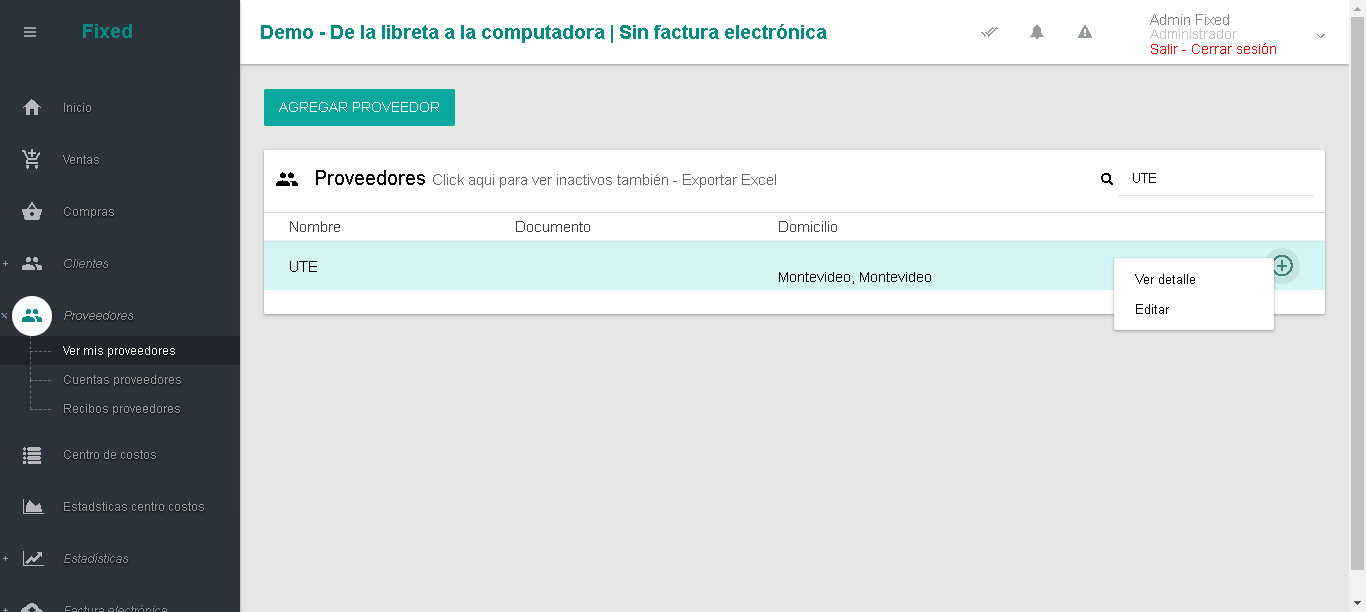 Fixed
Demo - De la libreta a la computadora | Sin factura electrónica
Admin Fixed
Administrador
Salir - Cerrar sesión
Inicio
Ventas
Compras
+ Clientes
x Proveedores
Ver mis proveedores
Cuentas proveedores
Recibos proveedores
Centro de costos
Estadsticas centro costos
+ Estadísticas
+ Factura electrónica
AGREGAR PROVEEDOR
Proveedores Click aqui para ver inactivos también - Exportar Excel
UTE
Nombre Documento Domicilio
UTE
Montevideo, Montevideo
Ver detalle
Editar